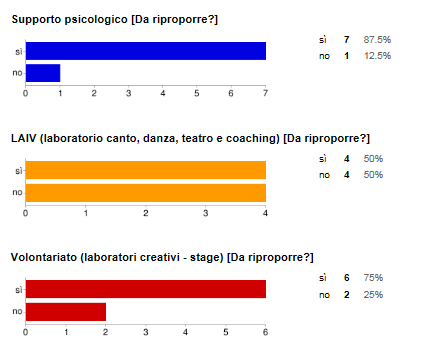 Supporto psicologico [Da riproporre?]
sì 7 87.5%
no 1 12.5%
sì
no
0 1 2 3 4 5 6 7
LAIV (laboratorio canto, danza, teatro e coaching) [Da riproporre?]
sì 4 50%
no 4 50%
sì
no
0 1 2 3 4
Volontariato (laboratori creativi - stage) [Da riproporre?]
sì 6 75%
no 2 25%
sì
no
0 1 2 3 4 5 6